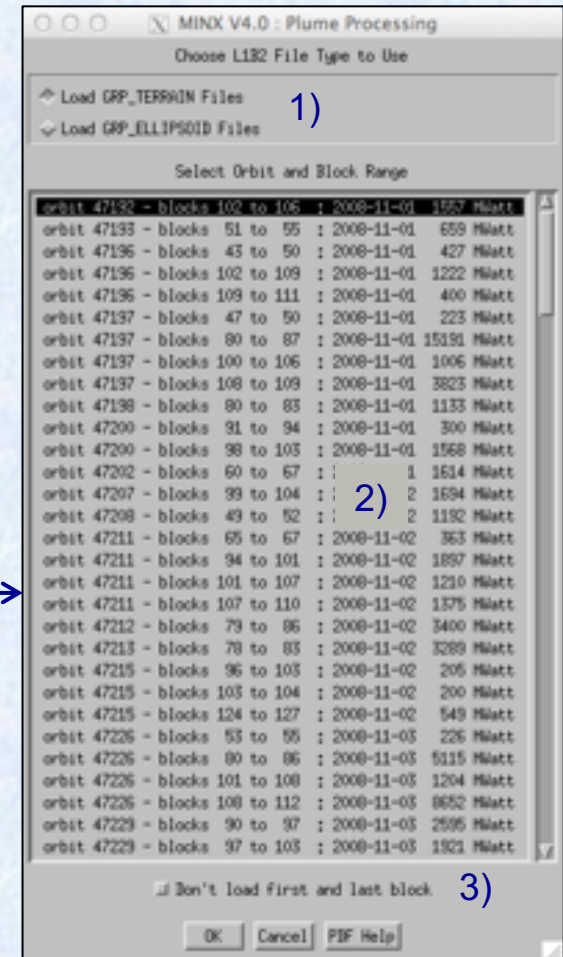 MINX V4.0 : Plume Processing
Choose L1B2 File Type to Use
Load GRP_TERRAIN Files
1)
Load GRP_ELLIPSOID Files
Select Orbit and Block Range
orbit 47192 - blocks 102 to 106 : 2008-11-01 1557 MWatt
orbit 47193 - blocks 51 to 55 : 2008-11-01 659 MWatt
orbit 47196 - blocks 43 to 50 : 2008-11-01 427 MWatt
orbit 47196 - blocks 102 to 109 : 2008-11-01 1222 MWatt
orbit 47196 - blocks 109 to 111 : 2008-11-01 400 MWatt
orbit 47197 - blocks 47 to 50 : 2008-11-01 223 MWatt
orbit 47197 - blocks 80 to 87 : 2008-11-01 15191 MWatt
orbit 47197 - blocks 100 to 106 : 2008-11-01 1006 MWatt
orbit 47197 - blocks 108 to 109 : 2008-11-01 3823 MWatt
orbit 47198 - blocks 80 to 83 : 2008-11-01 1133 MWatt
orbit 47200 - blocks 91 to 94 : 2008-11-01 300 MWatt
orbit 47200 - blocks 98 to 103 : 2008-11-01 1568 MWatt
orbit 47202 - blocks 60 to 67 : 1 1614 MWatt
orbit 47207 - blocks 99 to 104 : 2 1694 MWatt
2)
orbit 47208 - blocks 49 to 52 : 2 1192 MWatt
orbit 47211 - blocks 65 to 67 : 2008-11-02 363 MWatt
orbit 47211 - blocks 94 to 101 : 2008-11-02 1897 MWatt
orbit 47211 - blocks 101 to 107 : 2008-11-02 1210 MWatt
orbit 47211 - blocks 107 to 110 : 2008-11-02 1375 MWatt
orbit 47212 - blocks 79 to 86 : 2008-11-02 3400 MWatt
orbit 47213 - blocks 78 to 83 : 2008-11-02 3289 MWatt
orbit 47215 - blocks 96 to 103 : 2008-11-02 205 MWatt
orbit 47215 - blocks 103 to 104 : 2008-11-02 200 MWatt
orbit 47215 - blocks 124 to 127 : 2008-11-02 549 MWatt
orbit 47226 - blocks 53 to 55 : 2008-11-03 226 MWatt
orbit 47226 - blocks 80 to 86 : 2008-11-03 5115 MWatt
orbit 47226 - blocks 101 to 108 : 2008-11-03 1204 MWatt
orbit 47226 - blocks 108 to 112 : 2008-11-03 8652 MWatt
orbit 47229 - blocks 90 to 97 : 2008-11-03 2595 MWatt
orbit 47229 - blocks 97 to 103 : 2008-11-03 1921 MWatt
Don't load first and last block 3)
OK Cancel PDF Help